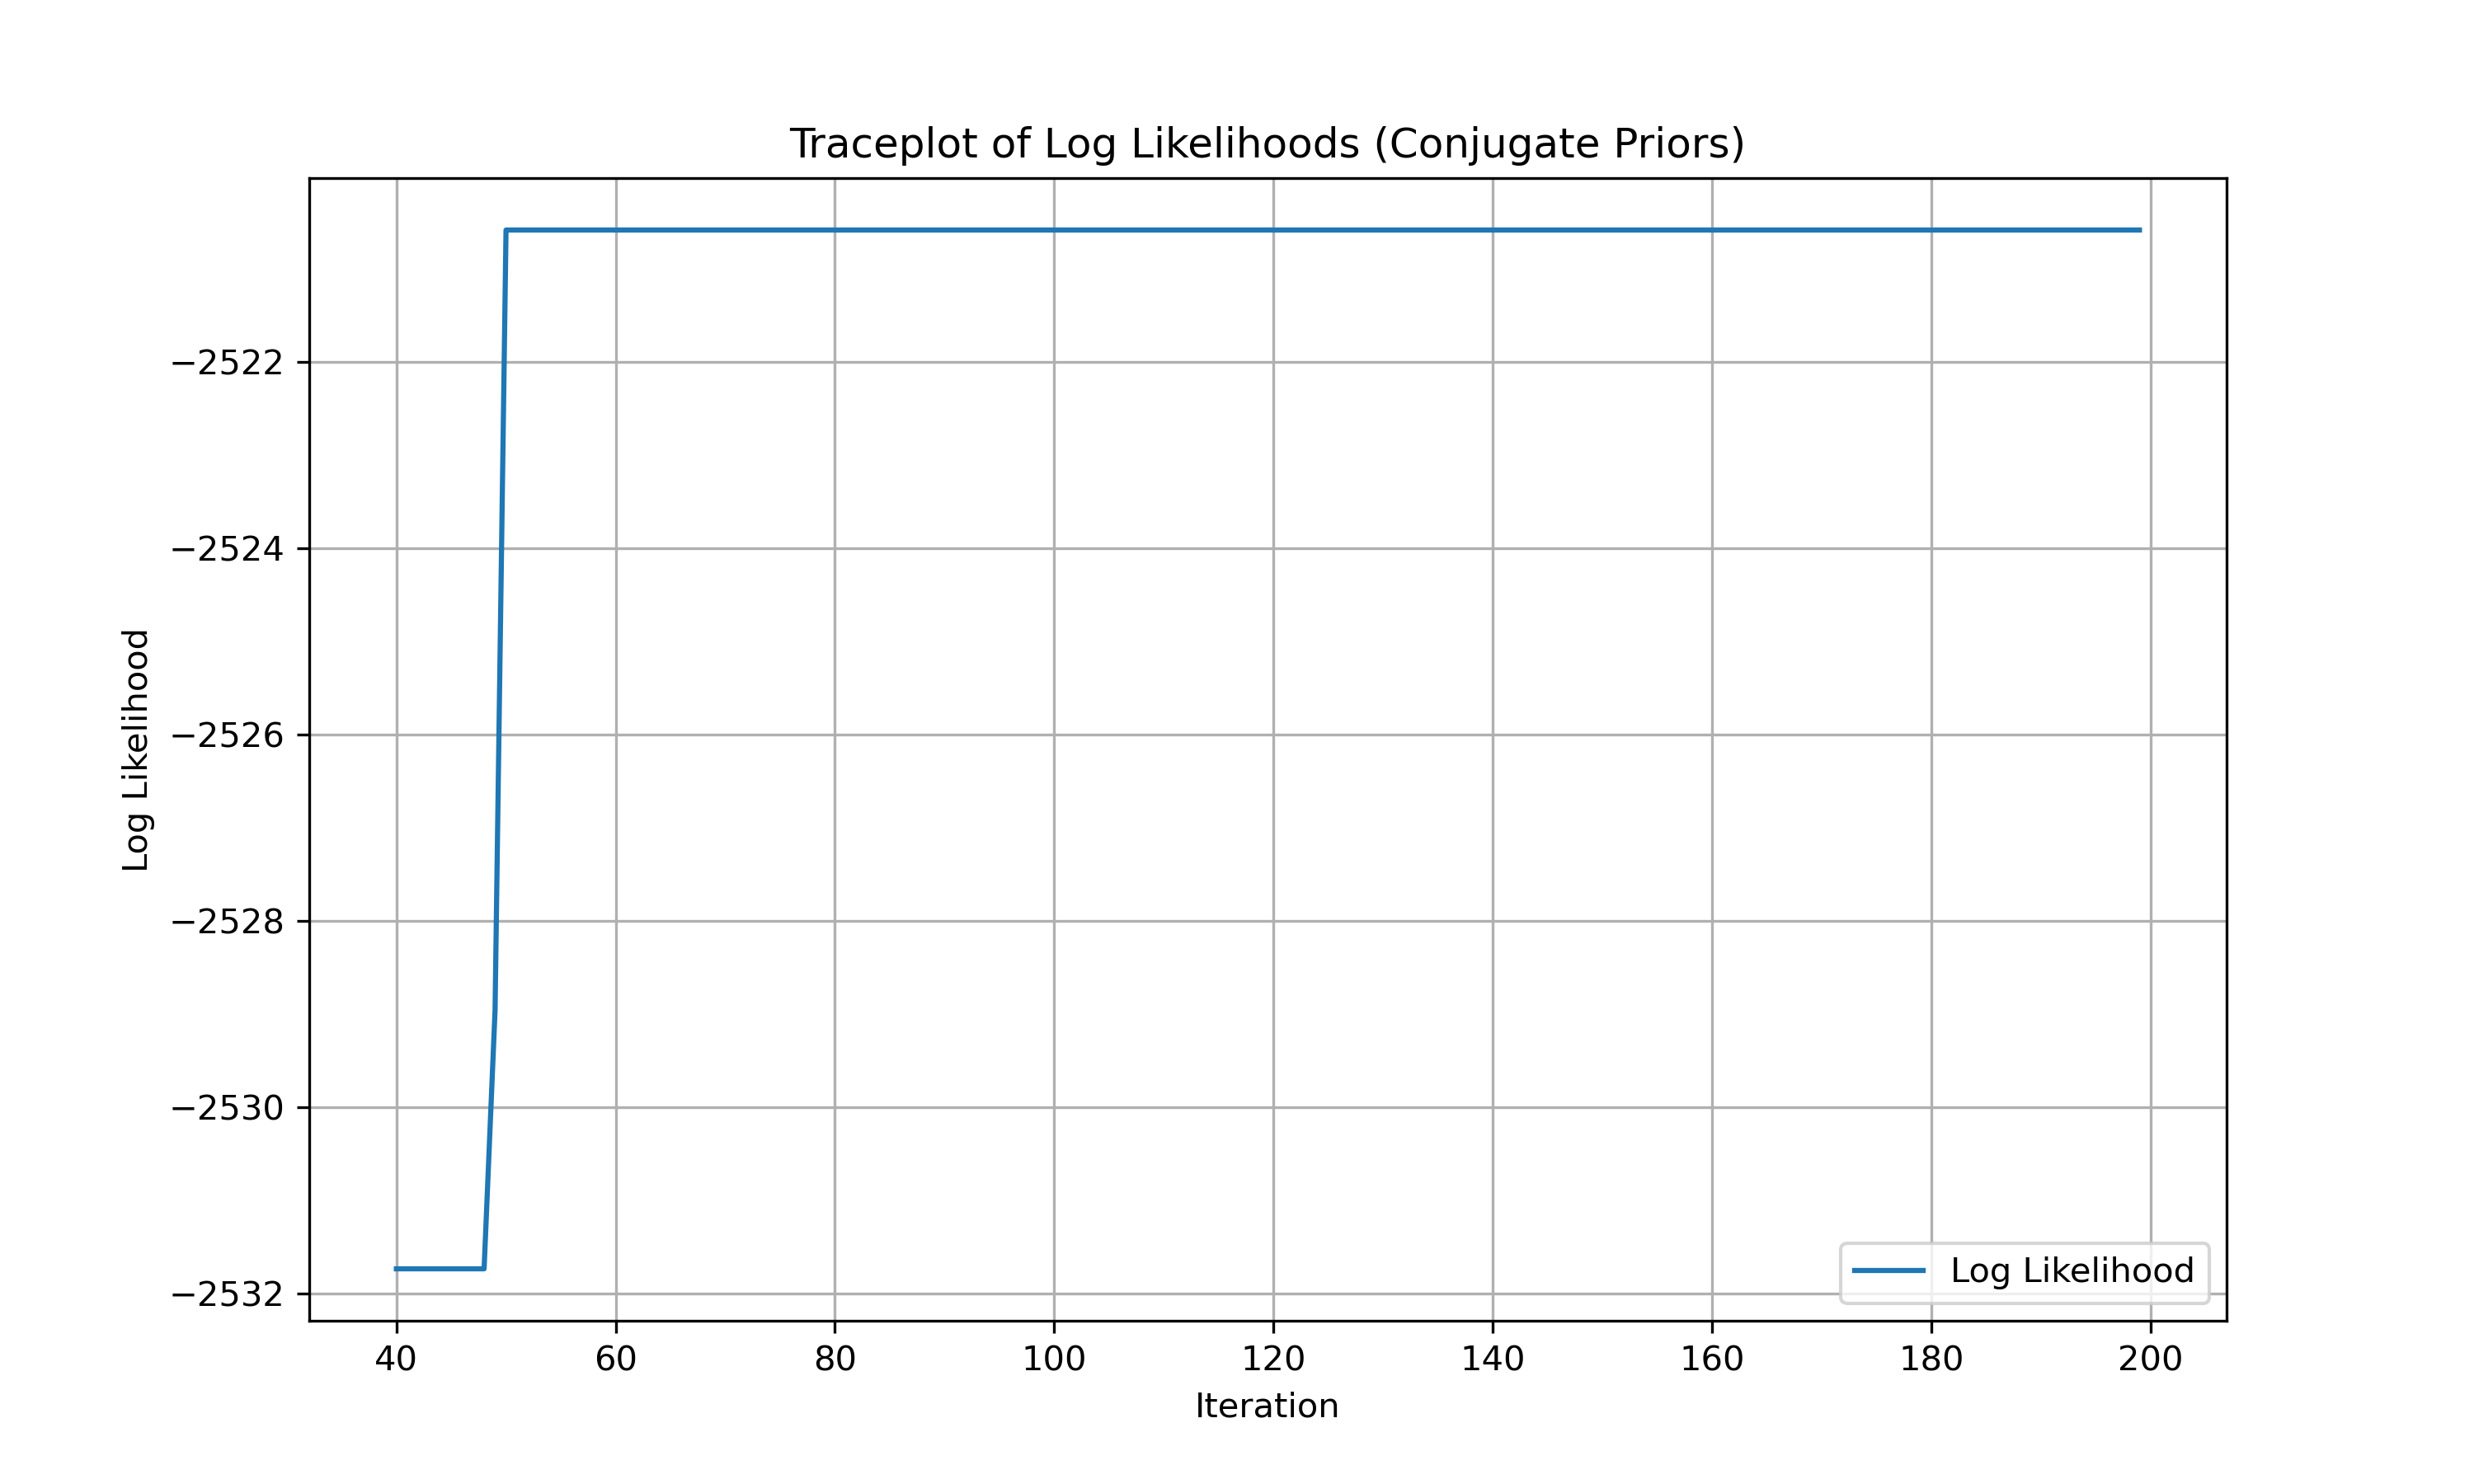 Traceplot of Log Likelihoods (Conjugate Priors)
Log Likelihood
−2522
−2524
−2526
−2528
−2530
−2532
Log Likelihood
40 60 80 100 120 140 160 180 200
Iteration